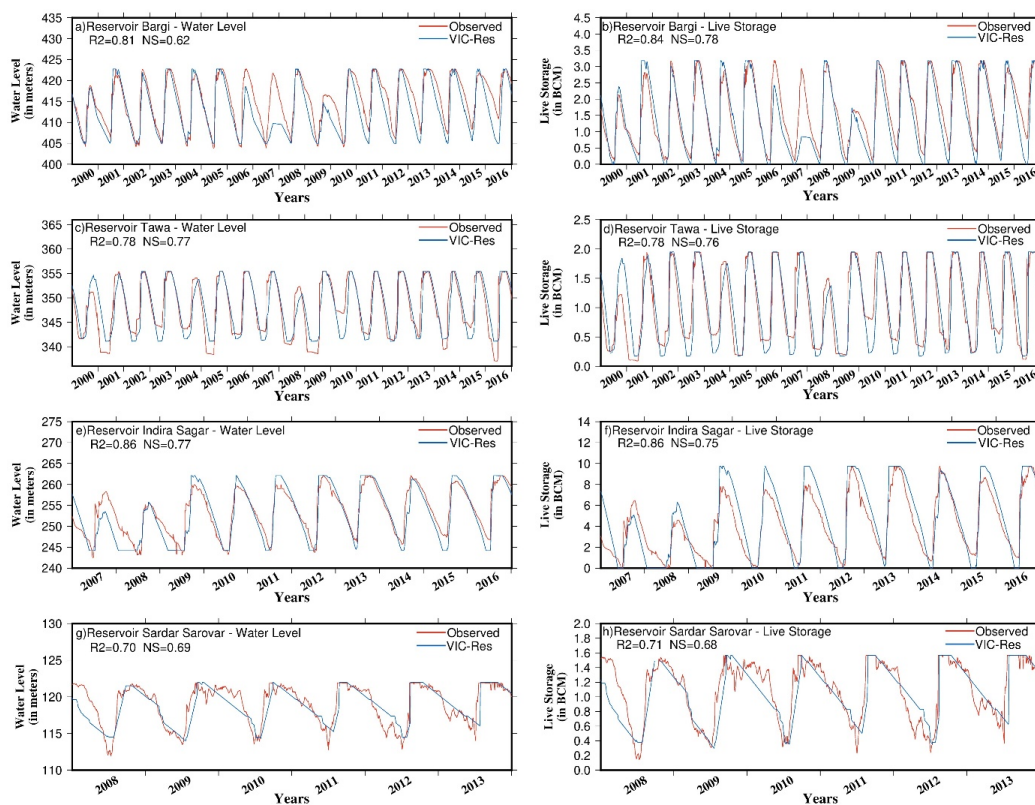 a)Reservoir Bargi - Water Level
R2=0.81 NS=0.62
Observed
VIC-Res
Water Level
(in meters)
435
430
425
420
415
410
405
400
2000 2001 2002 2003 2004 2005 2006 2007 2008 2009 2010 2011 2012 2013 2014 2015 2016
Years
b)Reservoir Bargi - Live Storage
R2=0.84 NS=0.78
Observed
VIC-Res
Live Storage
(in BCM)
4.5
4.0
3.5
3.0
2.5
2.0
1.5
1.0
0.5
0.0
2000 2001 2002 2003 2004 2005 2006 2007 2008 2009 2010 2011 2012 2013 2014 2015 2016
Years
c)Reservoir Tawa - Water Level
R2=0.78 NS=0.77
Observed
VIC-Res
Water Level
(in meters)
365
360
355
350
345
340
2000 2001 2002 2003 2004 2005 2006 2007 2008 2009 2010 2011 2012 2013 2014 2015 2016
Years
d)Reservoir Tawa - Live Storage
R2=0.78 NS=0.76
Observed
VIC-Res
Live Storage
(in BCM)
2.5
2.0
1.5
1.0
0.5
0.0
2000 2001 2002 2003 2004 2005 2006 2007 2008 2009 2010 2011 2012 2013 2014 2015 2016
Years
e)Reservoir Indira Sagar - Water Level
R2=0.86 NS=0.77
Observed
VIC-Res
Water Level
(in meters)
275
270
265
260
255
250
245
240
2007 2008 2009 2010 2011 2012 2013 2014 2015 2016
Years
f)Reservoir Indira Sagar - Live Storage
R2=0.86 NS=0.75
Observed
VIC-Res
Live Storage
(in BCM)
14
12
10
8
6
4
2
0
2007 2008 2009 2010 2011 2012 2013 2014 2015 2016
Years
g)Reservoir Sardar Sarovar - Water Level
R2=0.70 NS=0.69
Observed
VIC-Res
Water Level
(in meters)
130
125
120
115
110
2008 2009 2010 2011 2012 2013
Years
h)Reservoir Sardar Sarovar - Live Storage
R2=0.71 NS=0.68
Observed
VIC-Res
Live Storage
(in BCM)
2.0
1.8
1.6
1.4
1.2
1.0
0.8
0.6
0.4
0.2
0.0
2008 2009 2010 2011 2012 2013
Years